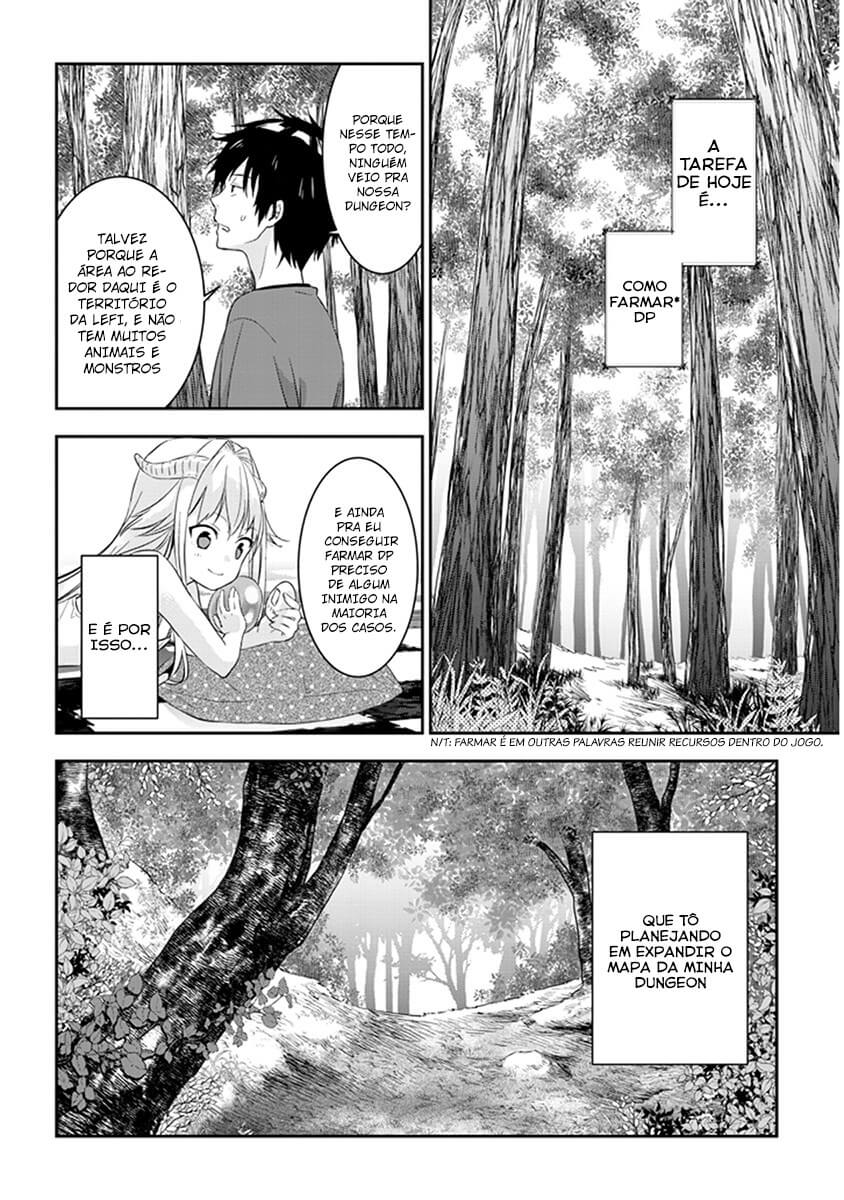 A
TAREFA
DE HOJE
É...
COMO
FARMAR*
DP
N/T: FARMAR É EM OUTRAS PALAVRAS REUNIR RECURSOS DENTRO DO JOGO.
PORQUE
NESSE TEM-
PO TODO,
NINGUÉM
VEIO PRA
NOSSA
DUNGEON?
TALVEZ
PORQUE A
ÁREA AO RE-
DOR DAQUI É O
TERRITÓRIO
DA LEFI, E NÃO
TEM MUITOS
ANIMAIS E
MONSTROS
E AINDA
PRA EU
CONSEGUIR
FARMAR DP
PRECISO
DE ALGUM
INIMIGO NA
MAIORIA
DOS CASOS.
E É POR
ISSO...
QUE TÔ
PLANEJANDO
EM EXPANDIR O
MAPA DA MINHA
DUNGEON